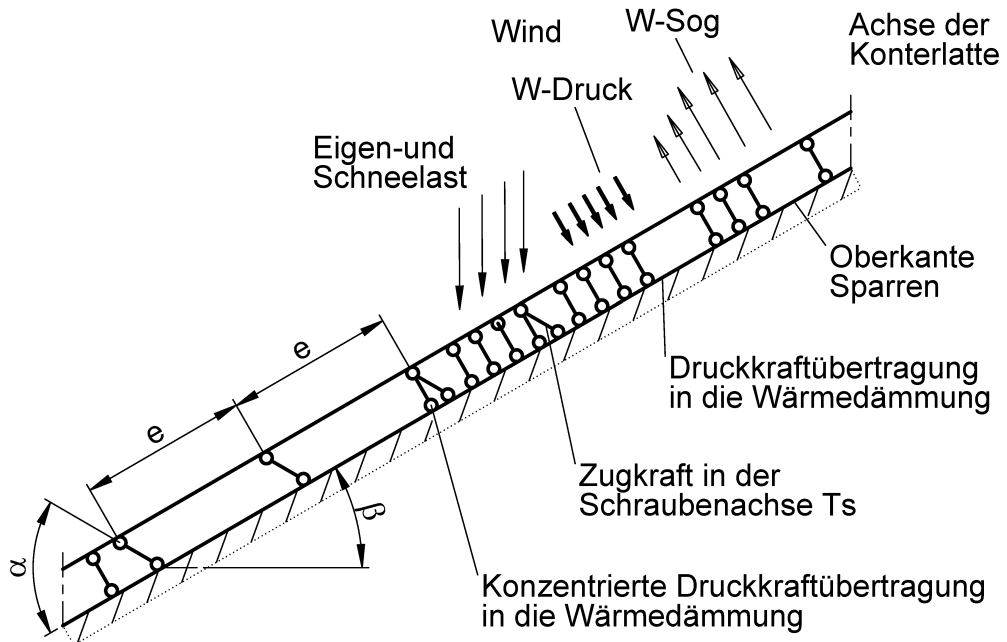 Wind
W-Sog
Achse der
Konterlatte
W-Druck
Eigen-und
Schneelast
Oberkante
Sparren
e
e
Druckkraftübertragung
in die Wärmedämmung
Zugkraft in der
Schraubenachse Ts
α
β
Konzentrierte Druckkraftübertragung
in die Wärmedämmung